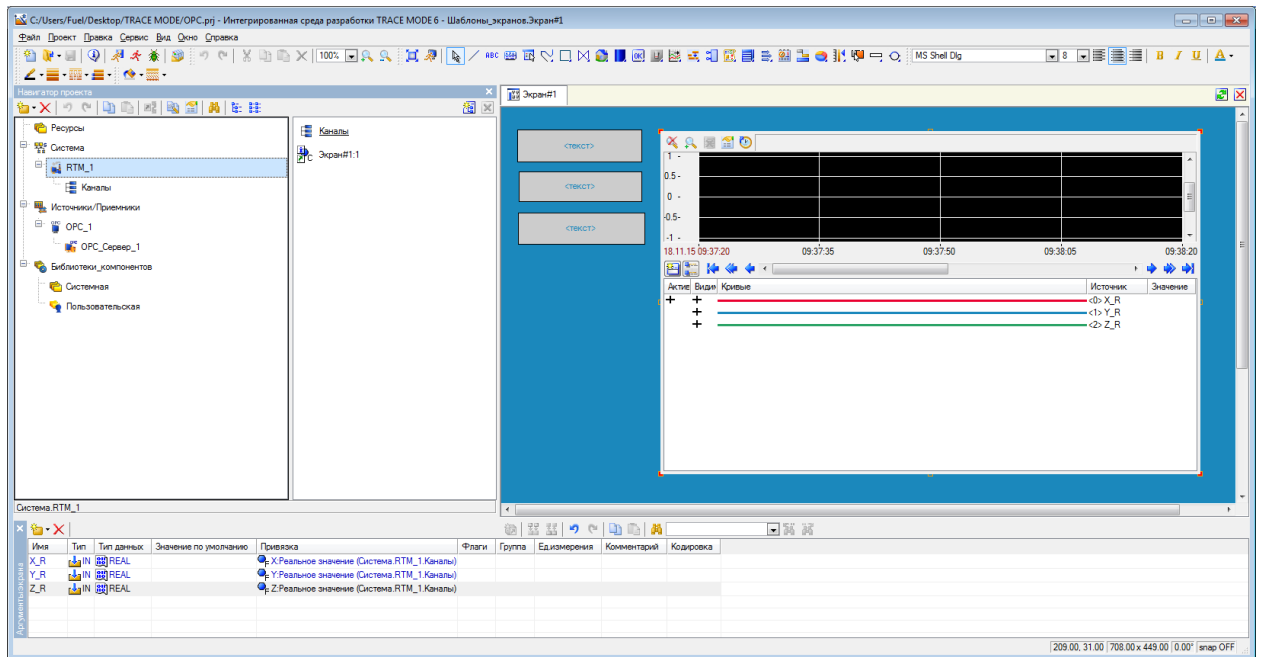 C:/Users/Fuel/Desktop/TRACE MODE/OPC.prj - Интегрированная среда разработки TRACE MODE 6 - Шаблоны_экранов.Экран#1
Файл Проект Правка Сервис Вид Окно Справка
100% ABC OK MS Shell Dlg 8 B I U A
Навигатор проекта
Экран#1
Ресурсы
Система
RTM_1
Каналы
Источники/Приемники
OPC_1
OPC_Сервер_1
Библиотеки_компонентов
Системная
Пользовательская
Каналы
Экран#1:1
<текст>
<текст>
<текст>
1
0.5
0
-0.5
-1
18.11.15 09:37:20 09:37:35 09:37:50 09:38:05 09:38:20
Актив Видим Кривые Источник Значение
<0> X_R
<1> Y_R
<2> Z_R
Система.RTM_1
Имя Тип Тип данных Значение по умолчанию Привязка Флаги Группа Ед.измерения Комментарий Кодировка
X_R IN REAL X:Реальное значение (Система.RTM_1.Каналы)
Y_R IN REAL Y:Реальное значение (Система.RTM_1.Каналы)
Z_R IN REAL Z:Реальное значение (Система.RTM_1.Каналы)
Аргументы экрана
209.00, 31.00 708.00 x 449.00 0.00° snap OFF